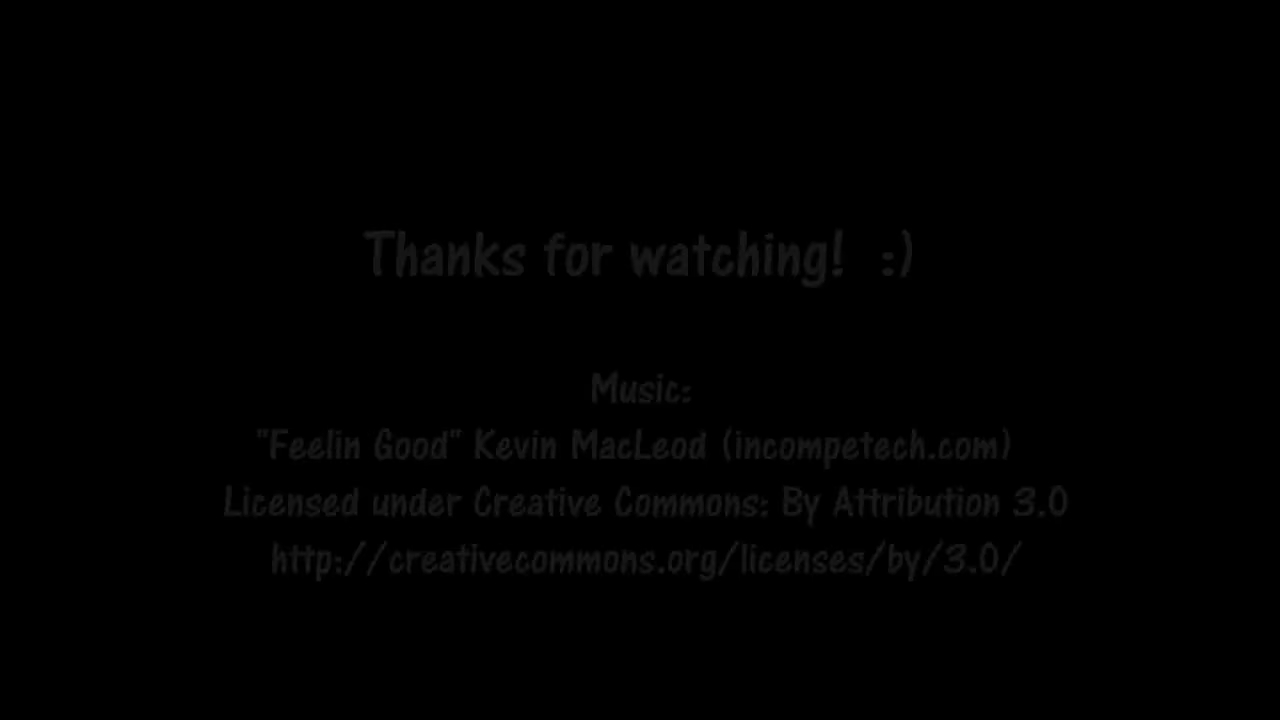 Thanks for watching!  :)
Music:
"Feelin Good" Kevin MacLeod (incompetech.com)
Licensed under Creative Commons: By Attribution 3.0
http://creativecommons.org/licenses/by/3.0/